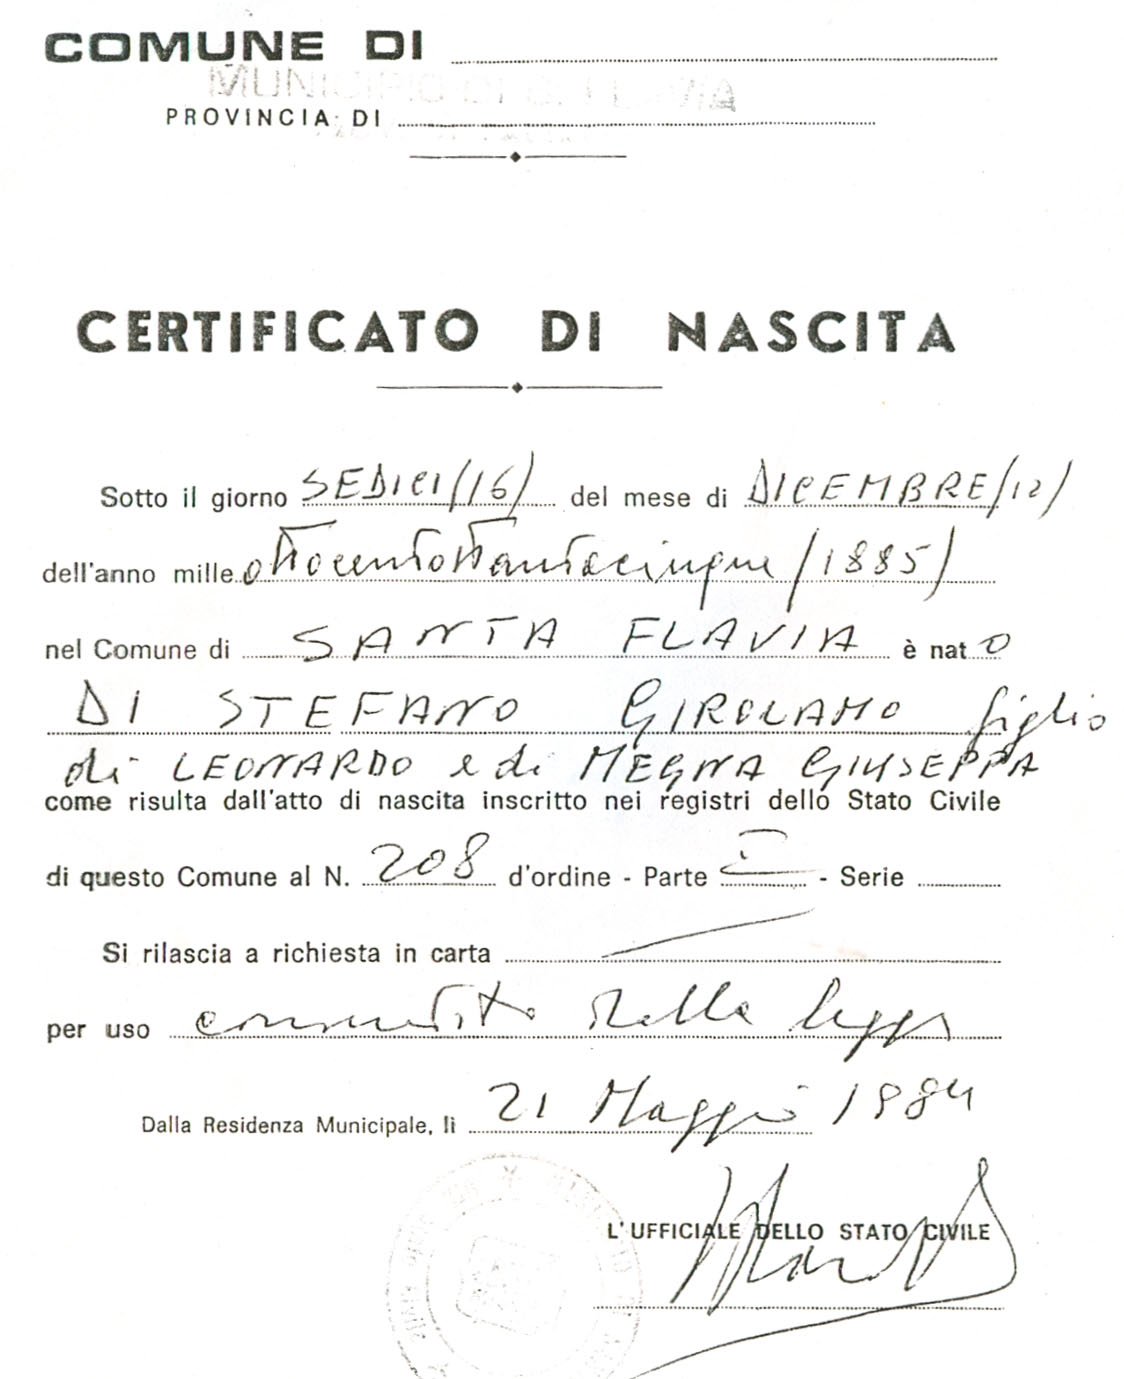 COMUNE DI
MUNICIPIO DI S. FLAVIA
PROVINCIA DI
CERTIFICATO DI NASCITA
Sotto il giorno SEDICI (16) del mese di DICEMBRE (12)
dell'anno mille ottocentottantacinque (1885)
nel Comune di SANTA FLAVIA è nat o
DI STEFANO GIROLAMO figlio
di LEONARDO e di MEGNA GIUSEPPA
come risulta dall'atto di nascita inscritto nei registri dello Stato Civile
di questo Comune al N. 208 d'ordine - Parte I - Serie
Si rilascia a richiesta in carta
per uso consentito dalla legge
Dalla Residenza Municipale, lì 21 Maggio 1984
L'UFFICIALE DELLO STATO CIVILE